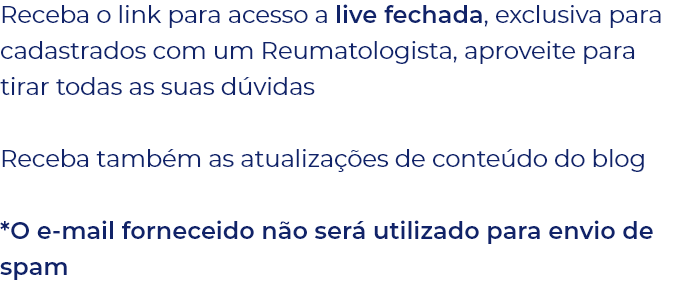 Receba o link para acesso a live fechada, exclusiva para
cadastrados com um Reumatologista, aproveite para
tirar todas as suas dúvidas
Receba também as atualizações de conteúdo do blog
*O e-mail forneceido não será utilizado para envio de
spam